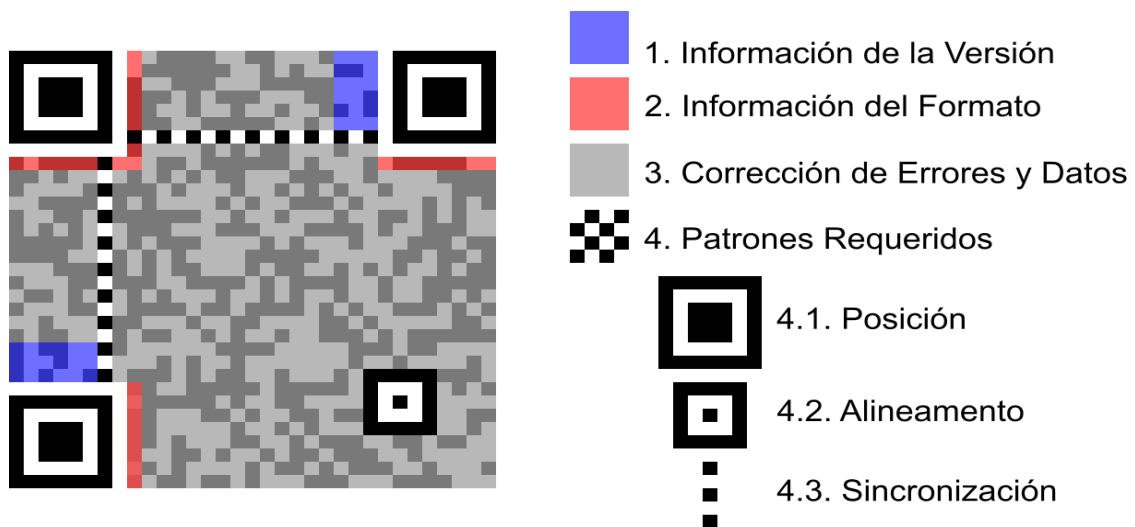 1. Información de la Versión
2. Información del Formato
3. Corrección de Errores y Datos
4. Patrones Requeridos
4.1. Posición
4.2. Alineamento
4.3. Sincronización